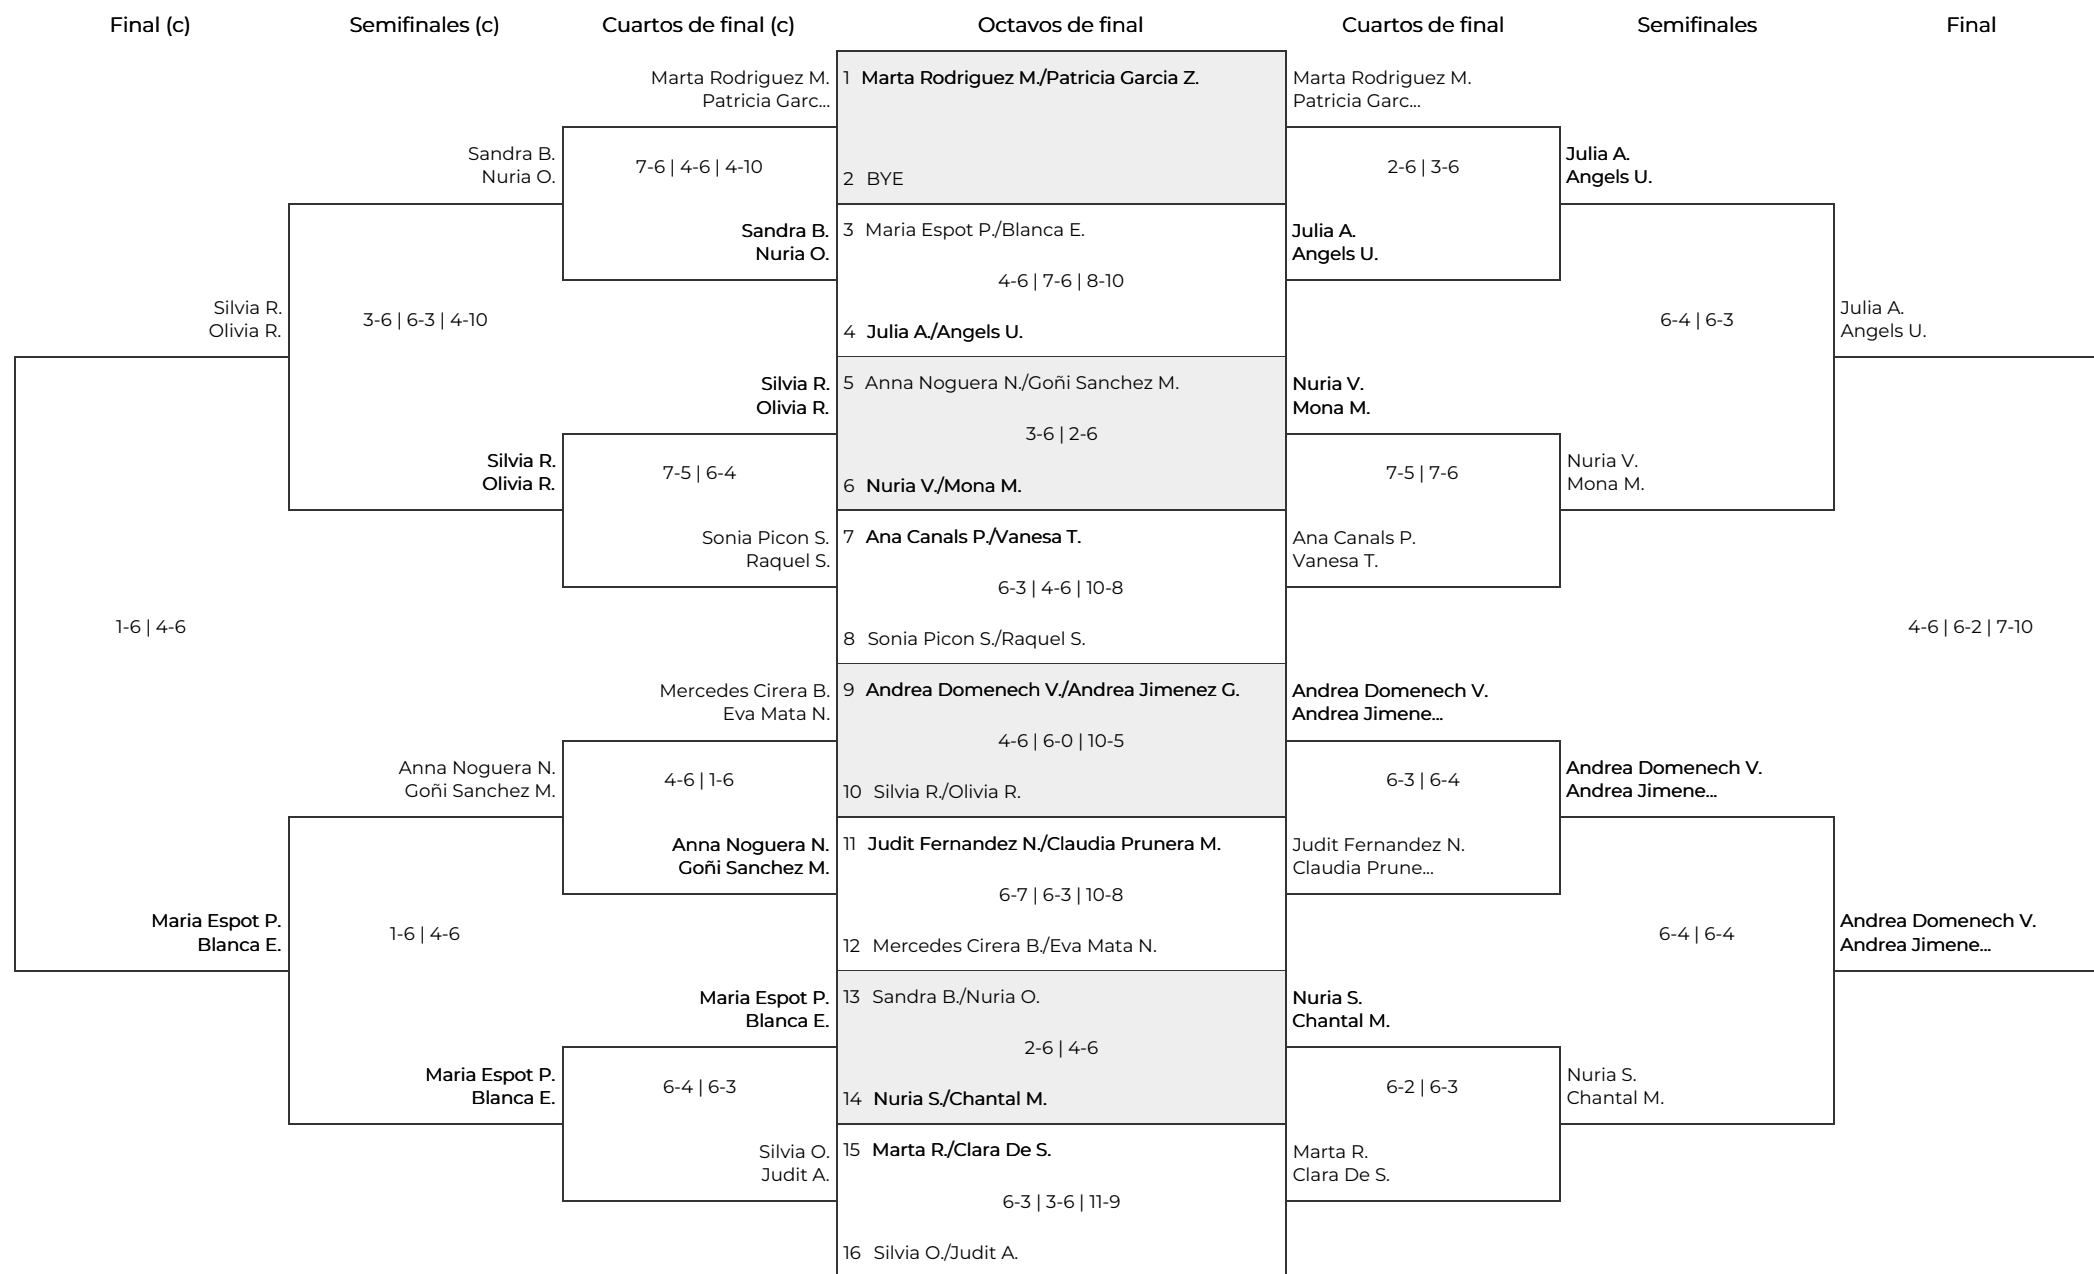 Final (c)
Semifinales (c)
Cuartos de final (c)
Octavos de final
Cuartos de final
Semifinales
Final
Silvia R.
Olivia R.
1-6 | 4-6
Maria Espot P.
Blanca E.
Sandra B.
Nuria O.
3-6 | 6-3 | 4-10
Silvia R.
Olivia R.
Anna Noguera N.
Goñi Sanchez M.
1-6 | 4-6
Maria Espot P.
Blanca E.
Marta Rodriguez M.
Patricia Garc...
7-6 | 4-6 | 4-10
Sandra B.
Nuria O.
Silvia R.
Olivia R.
7-5 | 6-4
Sonia Picon S.
Raquel S.
Mercedes Cirera B.
Eva Mata N.
4-6 | 1-6
Anna Noguera N.
Goñi Sanchez M.
Maria Espot P.
Blanca E.
6-4 | 6-3
Silvia O.
Judit A.
1 Marta Rodriguez M./Patricia Garcia Z.
2 BYE
3 Maria Espot P./Blanca E.
4-6 | 7-6 | 8-10
4 Julia A./Angels U.
5 Anna Noguera N./Goñi Sanchez M.
3-6 | 2-6
6 Nuria V./Mona M.
7 Ana Canals P./Vanesa T.
6-3 | 4-6 | 10-8
8 Sonia Picon S./Raquel S.
9 Andrea Domenech V./Andrea Jimenez G.
4-6 | 6-0 | 10-5
10 Silvia R./Olivia R.
11 Judit Fernandez N./Claudia Prunera M.
6-7 | 6-3 | 10-8
12 Mercedes Cirera B./Eva Mata N.
13 Sandra B./Nuria O.
2-6 | 4-6
14 Nuria S./Chantal M.
15 Marta R./Clara De S.
6-3 | 3-6 | 11-9
16 Silvia O./Judit A.
Marta Rodriguez M.
Patricia Garc...
2-6 | 3-6
Julia A.
Angels U.
Nuria V.
Mona M.
7-5 | 7-6
Ana Canals P.
Vanesa T.
Andrea Domenech V.
Andrea Jimene...
6-3 | 6-4
Judit Fernandez N.
Claudia Prune...
Nuria S.
Chantal M.
6-2 | 6-3
Marta R.
Clara De S.
Julia A.
Angels U.
6-4 | 6-3
Nuria V.
Mona M.
Andrea Domenech V.
Andrea Jimene...
6-4 | 6-4
Nuria S.
Chantal M.
Julia A.
Angels U.
4-6 | 6-2 | 7-10
Andrea Domenech V.
Andrea Jimene...